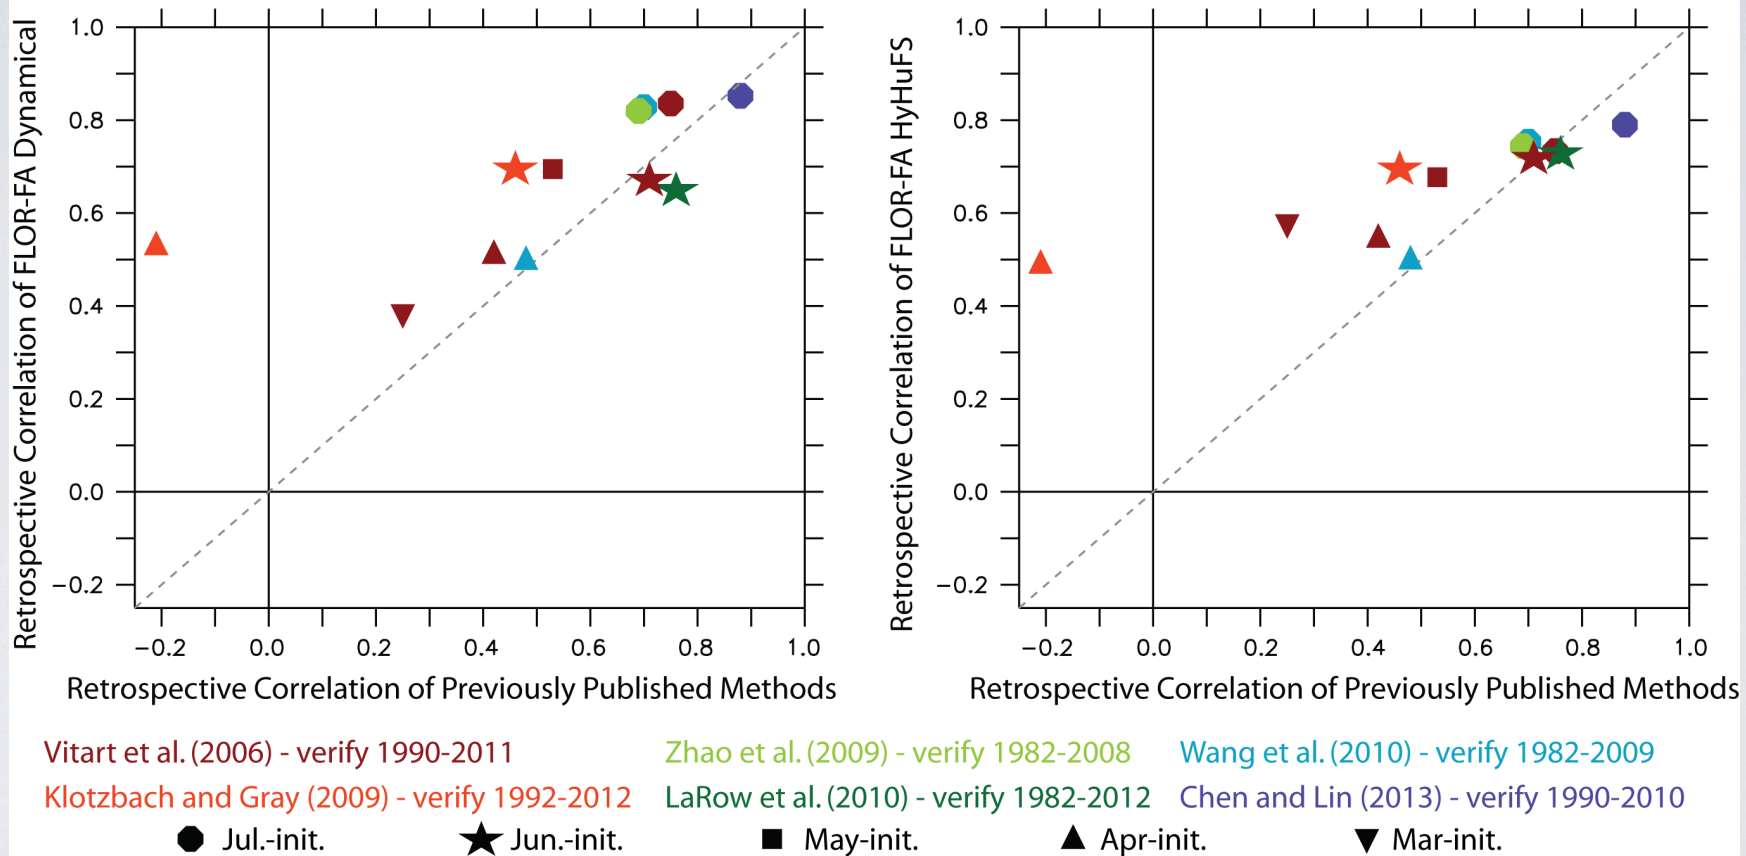 Retrospective Correlation of FLOR-FA Dynamical
1.0
0.8
0.6
0.4
0.2
0.0
−0.2
−0.2 0.0 0.2 0.4 0.6 0.8 1.0
Retrospective Correlation of Previously Published Methods
Retrospective Correlation of FLOR-FA HyHuFS
1.0
0.8
0.6
0.4
0.2
0.0
−0.2
−0.2 0.0 0.2 0.4 0.6 0.8 1.0
Retrospective Correlation of Previously Published Methods
Vitart et al. (2006) - verify 1990-2011 Zhao et al. (2009) - verify 1982-2008 Wang et al. (2010) - verify 1982-2009
Klotzbach and Gray (2009) - verify 1992-2012 LaRow et al. (2010) - verify 1982-2012 Chen and Lin (2013) - verify 1990-2010
Jul.-init. Jun.-init. May-init. Apr-init. Mar-init.